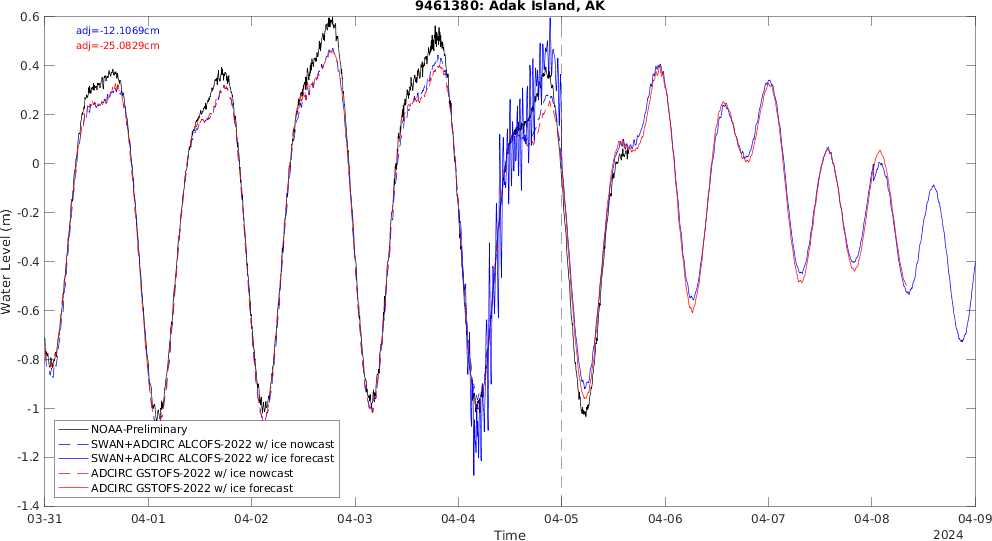 9461380: Adak Island, AK
adj=-12.1069cm
adj=-25.0829cm
0.6
0.4
0.2
0
-0.2
-0.4
-0.6
-0.8
-1
-1.2
-1.4
Water Level (m)
NOAA-Preliminary
SWAN+ADCIRC ALCOFS-2022 w/ ice nowcast
SWAN+ADCIRC ALCOFS-2022 w/ ice forecast
ADCIRC GSTOFS-2022 w/ ice nowcast
ADCIRC GSTOFS-2022 w/ ice forecast
03-31 04-01 04-02 04-03 04-04 04-05 04-06 04-07 04-08 04-09
Time
2024